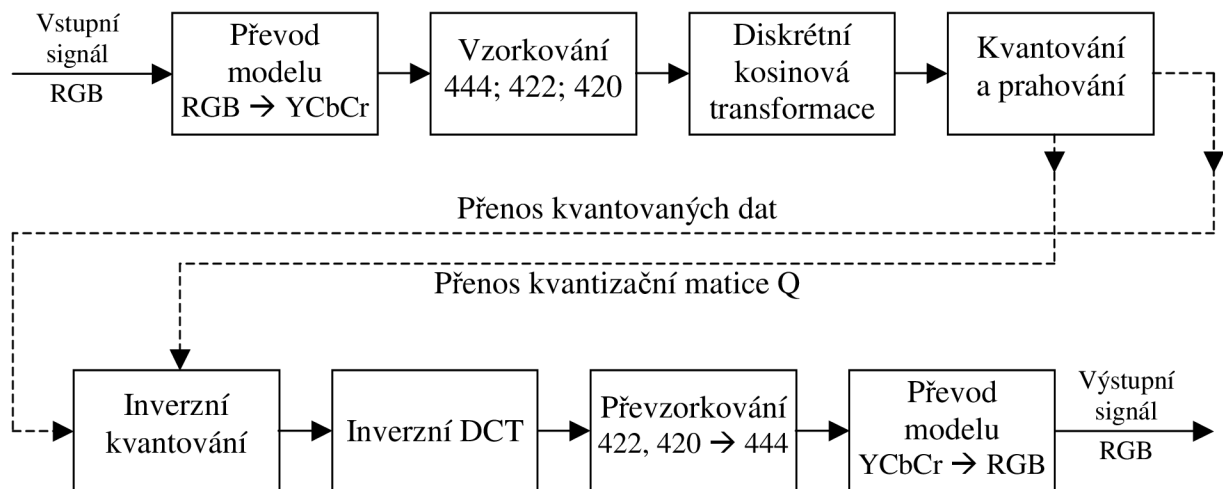 Vstupní
signál
RGB
Převod
modelu
RGB → YCbCr
Vzorkování
444; 422; 420
Diskrétní
kosinová
transformace
Kvantování
a prahování
Přenos kvantovaných dat
Přenos kvantizační matice Q
Inverzní
kvantování
Inverzní DCT
Převzorkování
422, 420 → 444
Převod
modelu
YCbCr → RGB
Výstupní
signál
RGB